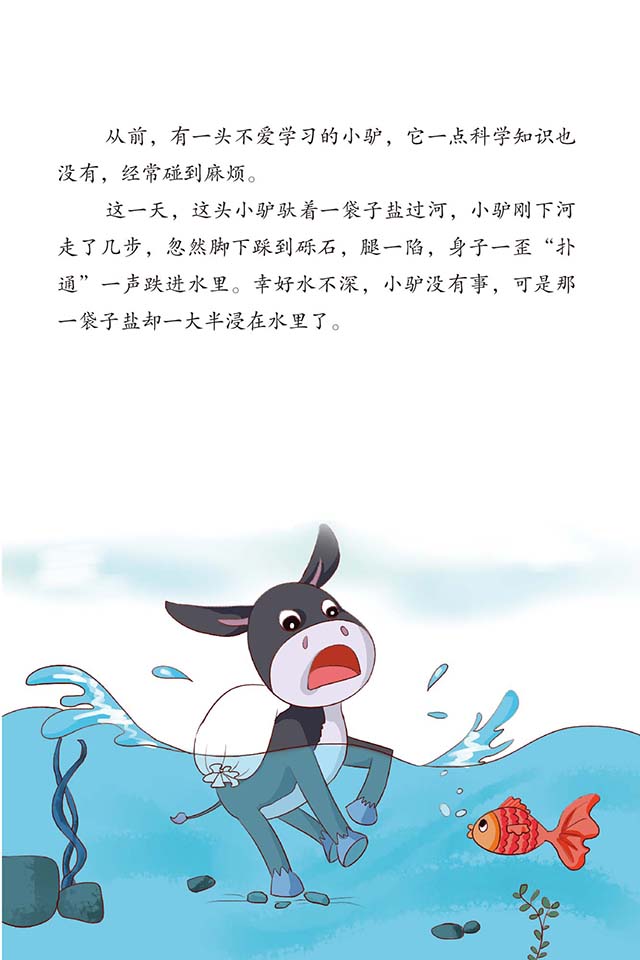 从前，有一头不爱学习的小驴，它一点科学知识也
没有，经常碰到麻烦。
这一天，这头小驴驮着一袋子盐过河，小驴刚下河
走了几步，忽然脚下踩到砾石，腿一陷，身子一歪“扑
通”一声跌进水里。幸好水不深，小驴没有事，可是那
一袋子盐却一大半浸在水里了。